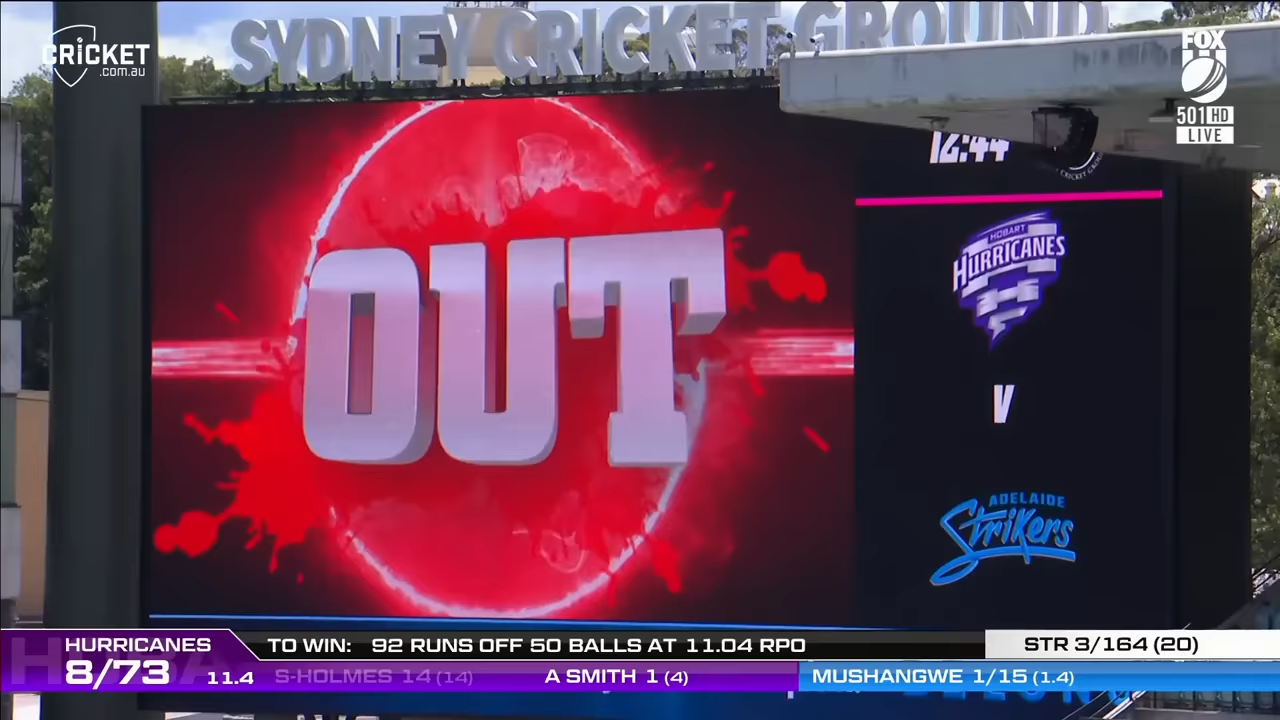 SYDNEY CRICKET GROUND
CRICKET
.com.au
FOX
501 HD
LIVE
12:44
CRICKET
OUT
HOBART
HURRICANES
V
ADELAIDE
Strikers
HURRICANES
8/73 11.4
TO WIN: 92 RUNS OFF 50 BALLS AT 11.04 RPO
STR 3/164 (20)
S-HOLMES 14 (14)
A SMITH 1 (4)
MUSHANGWE 1/15 (1.4)